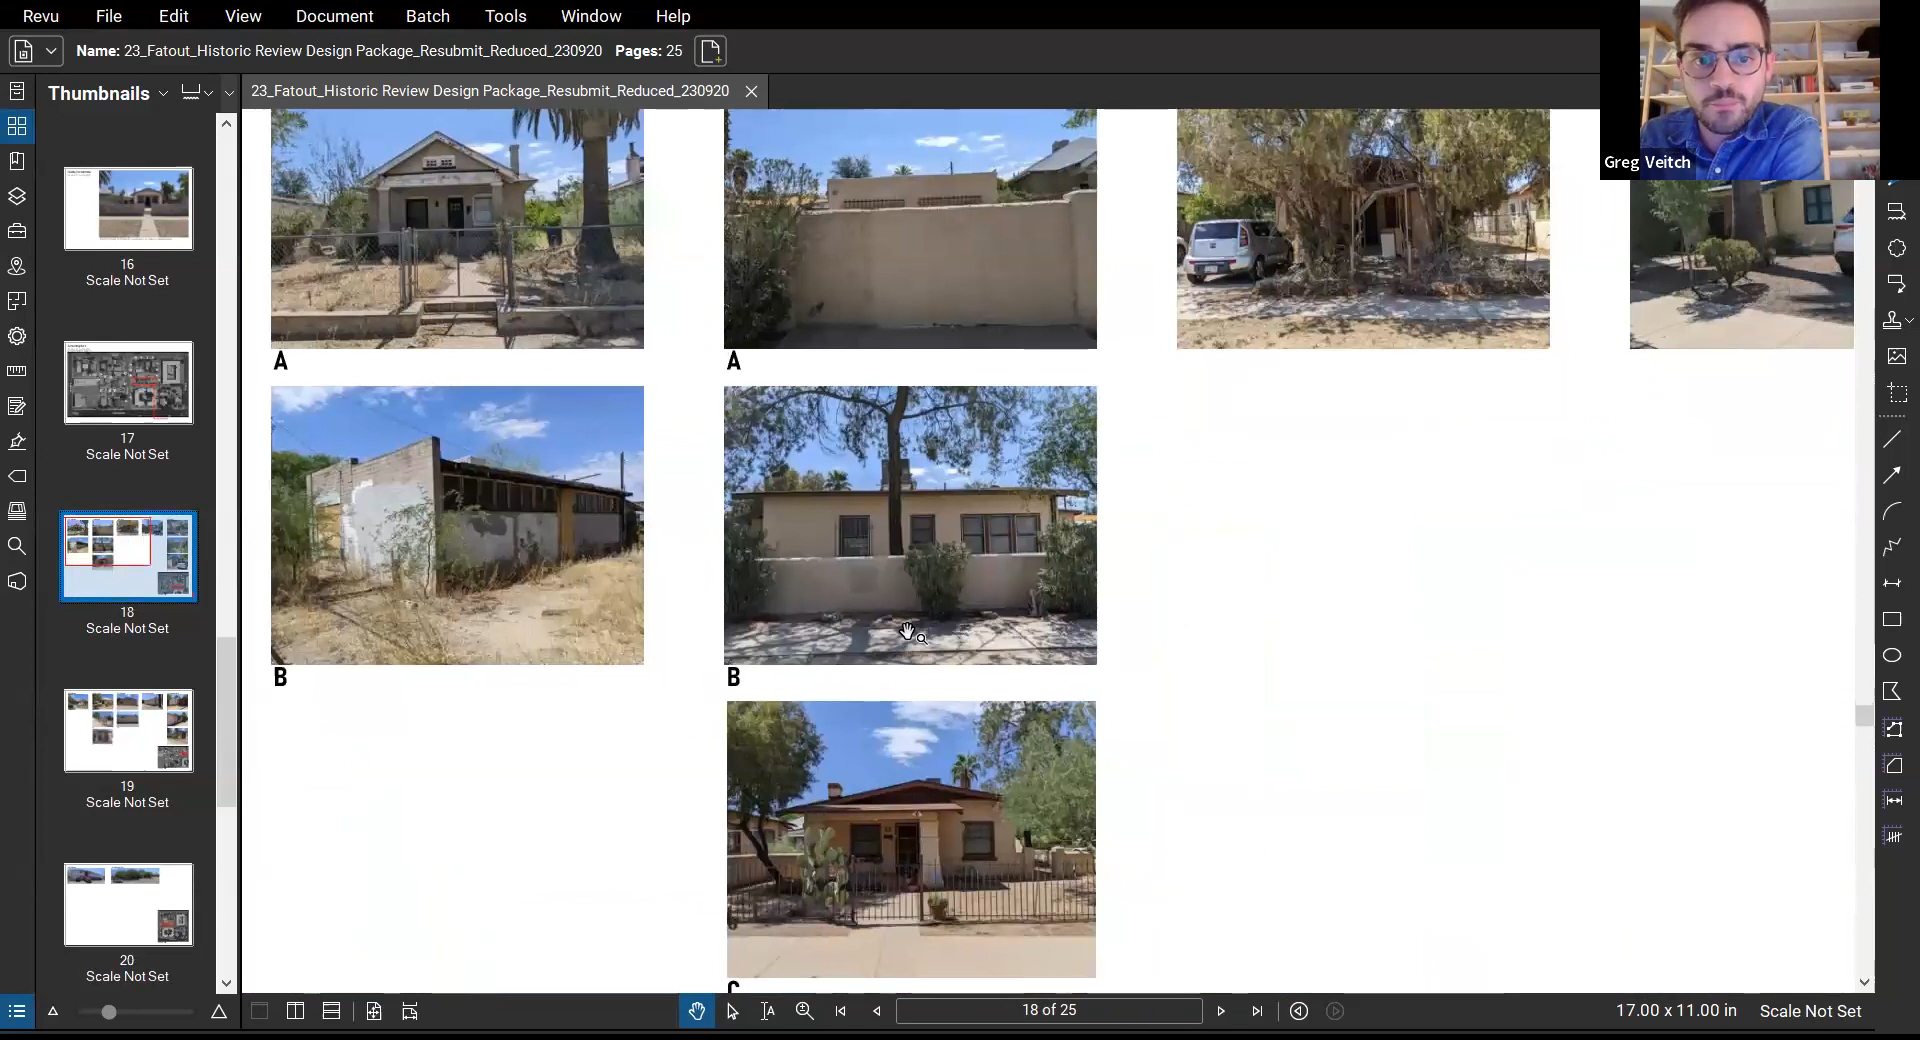 Revu File Edit View Document Batch Tools Window Help
Name: 23_Fatout_Historic Review Design Package_Resubmit_Reduced_230920 Pages: 25
Greg Veitch
Thumbnails
23_Fatout_Historic Review Design Package_Resubmit_Reduced_230920
16
Scale Not Set
17
Scale Not Set
18
Scale Not Set
19
Scale Not Set
20
Scale Not Set
A
A
B
B
C
18 of 25
17.00 x 11.00 in
Scale Not Set